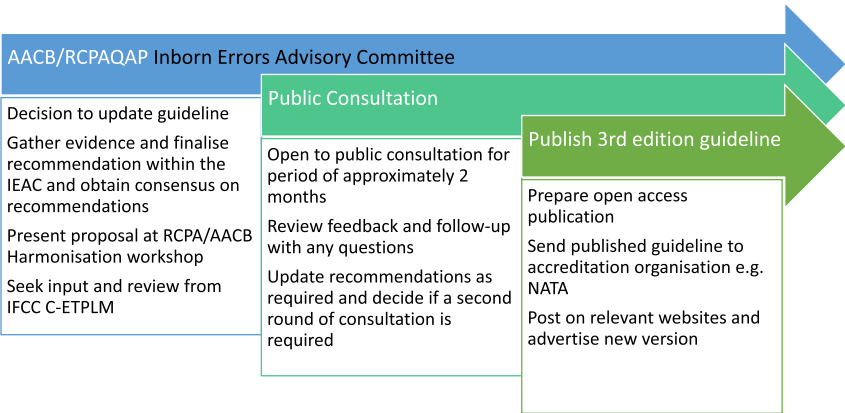 AACB/RCPAQAP Inborn Errors Advisory Committee
Decision to update guideline
Gather evidence and finalise
recommendation within the
IEAC and obtain consensus on
recommendations
Present proposal at RCPA/AACB
Harmonisation workshop
Seek input and review from
IFCC C-ETPLM
Public Consultation
Open to public consultation for
period of approximately 2
months
Review feedback and follow-up
with any questions
Update recommendations as
required and decide if a second
round of consultation is
required
Publish 3rd edition guideline
Prepare open access
publication
Send published guideline to
accreditation organisation e.g.
NATA
Post on relevant websites and
advertise new version